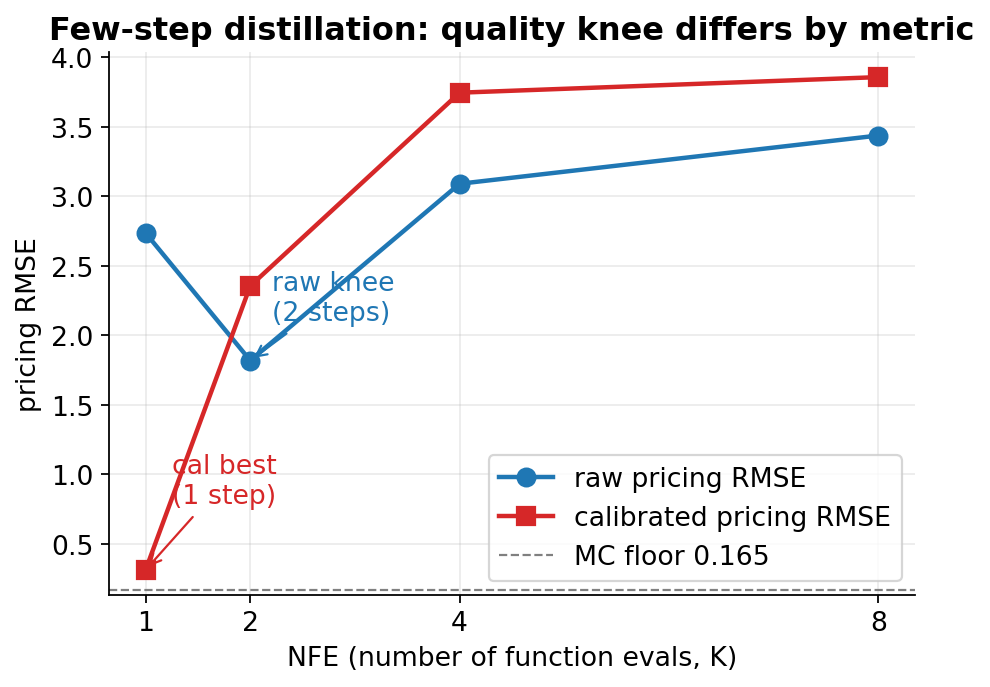 Few-step distillation: quality knee differs by metric
4.0
3.5
3.0
2.5
2.0
1.5
1.0
0.5
pricing RMSE
raw knee
(2 steps)
cal best
(1 step)
raw pricing RMSE
calibrated pricing RMSE
MC floor 0.165
1 2 4 8
NFE (number of function evals, K)